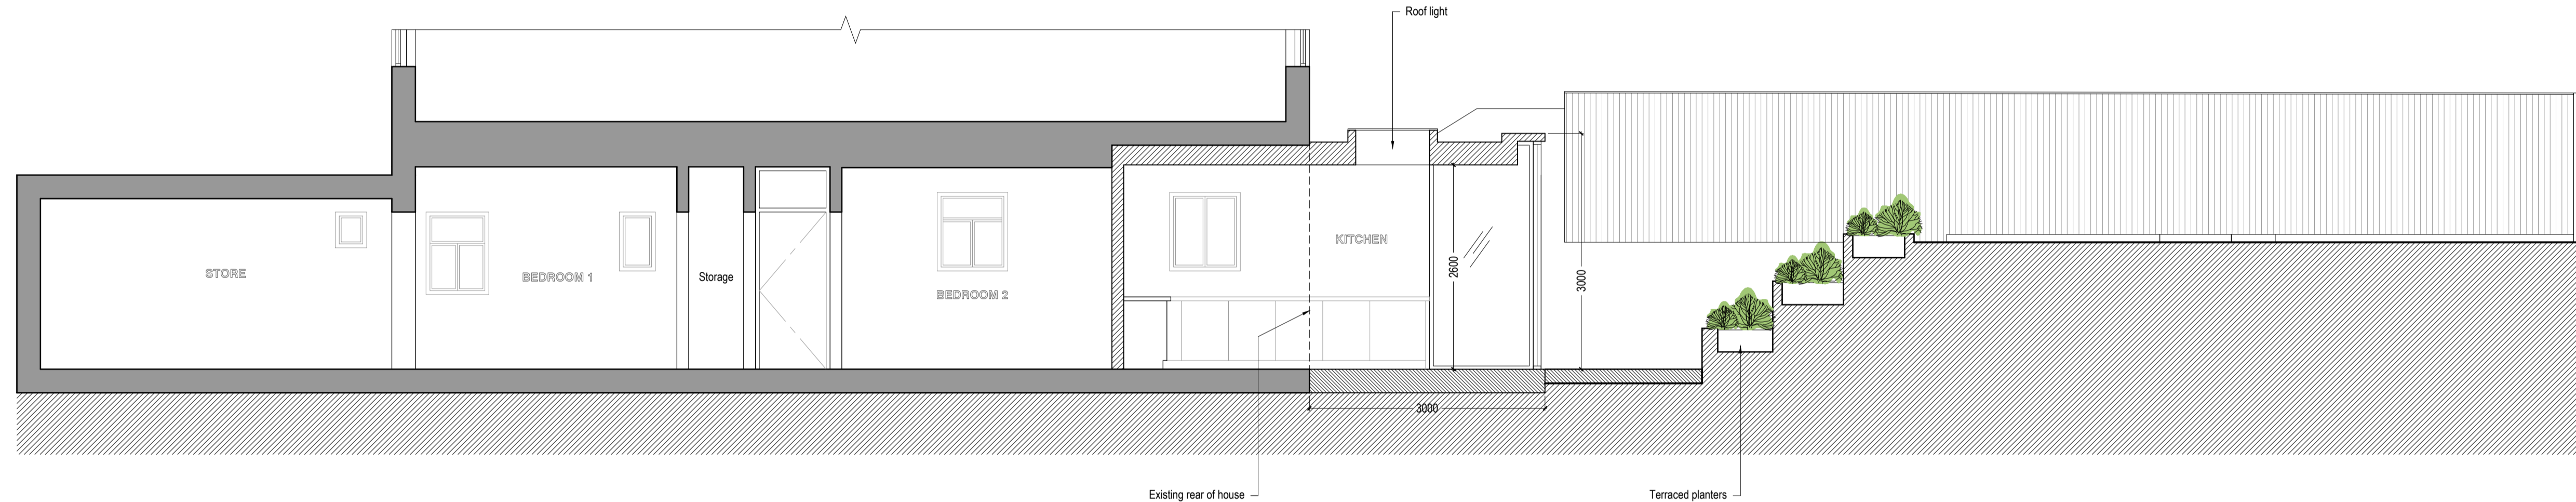 Roof light
STORE
BEDROOM 1
Storage
BEDROOM 2
KITCHEN
2600
3000
3000
Existing rear of house
Terraced planters